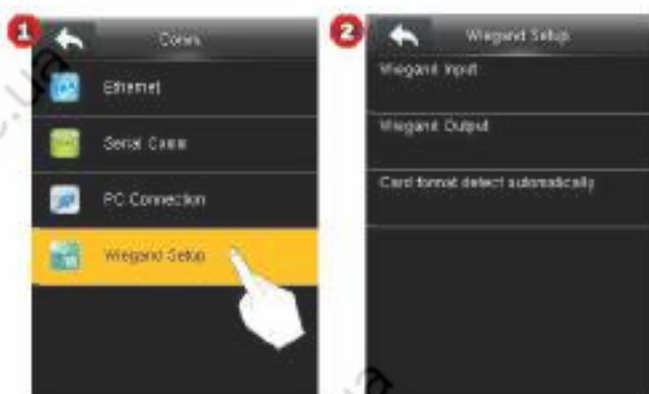 1
Comm.
Ethernet
Serial Comm
PC Connection
Wiegand Setup
2
Wiegand Setup
Wiegand Input
Wiegand Output
Card format detect automatically